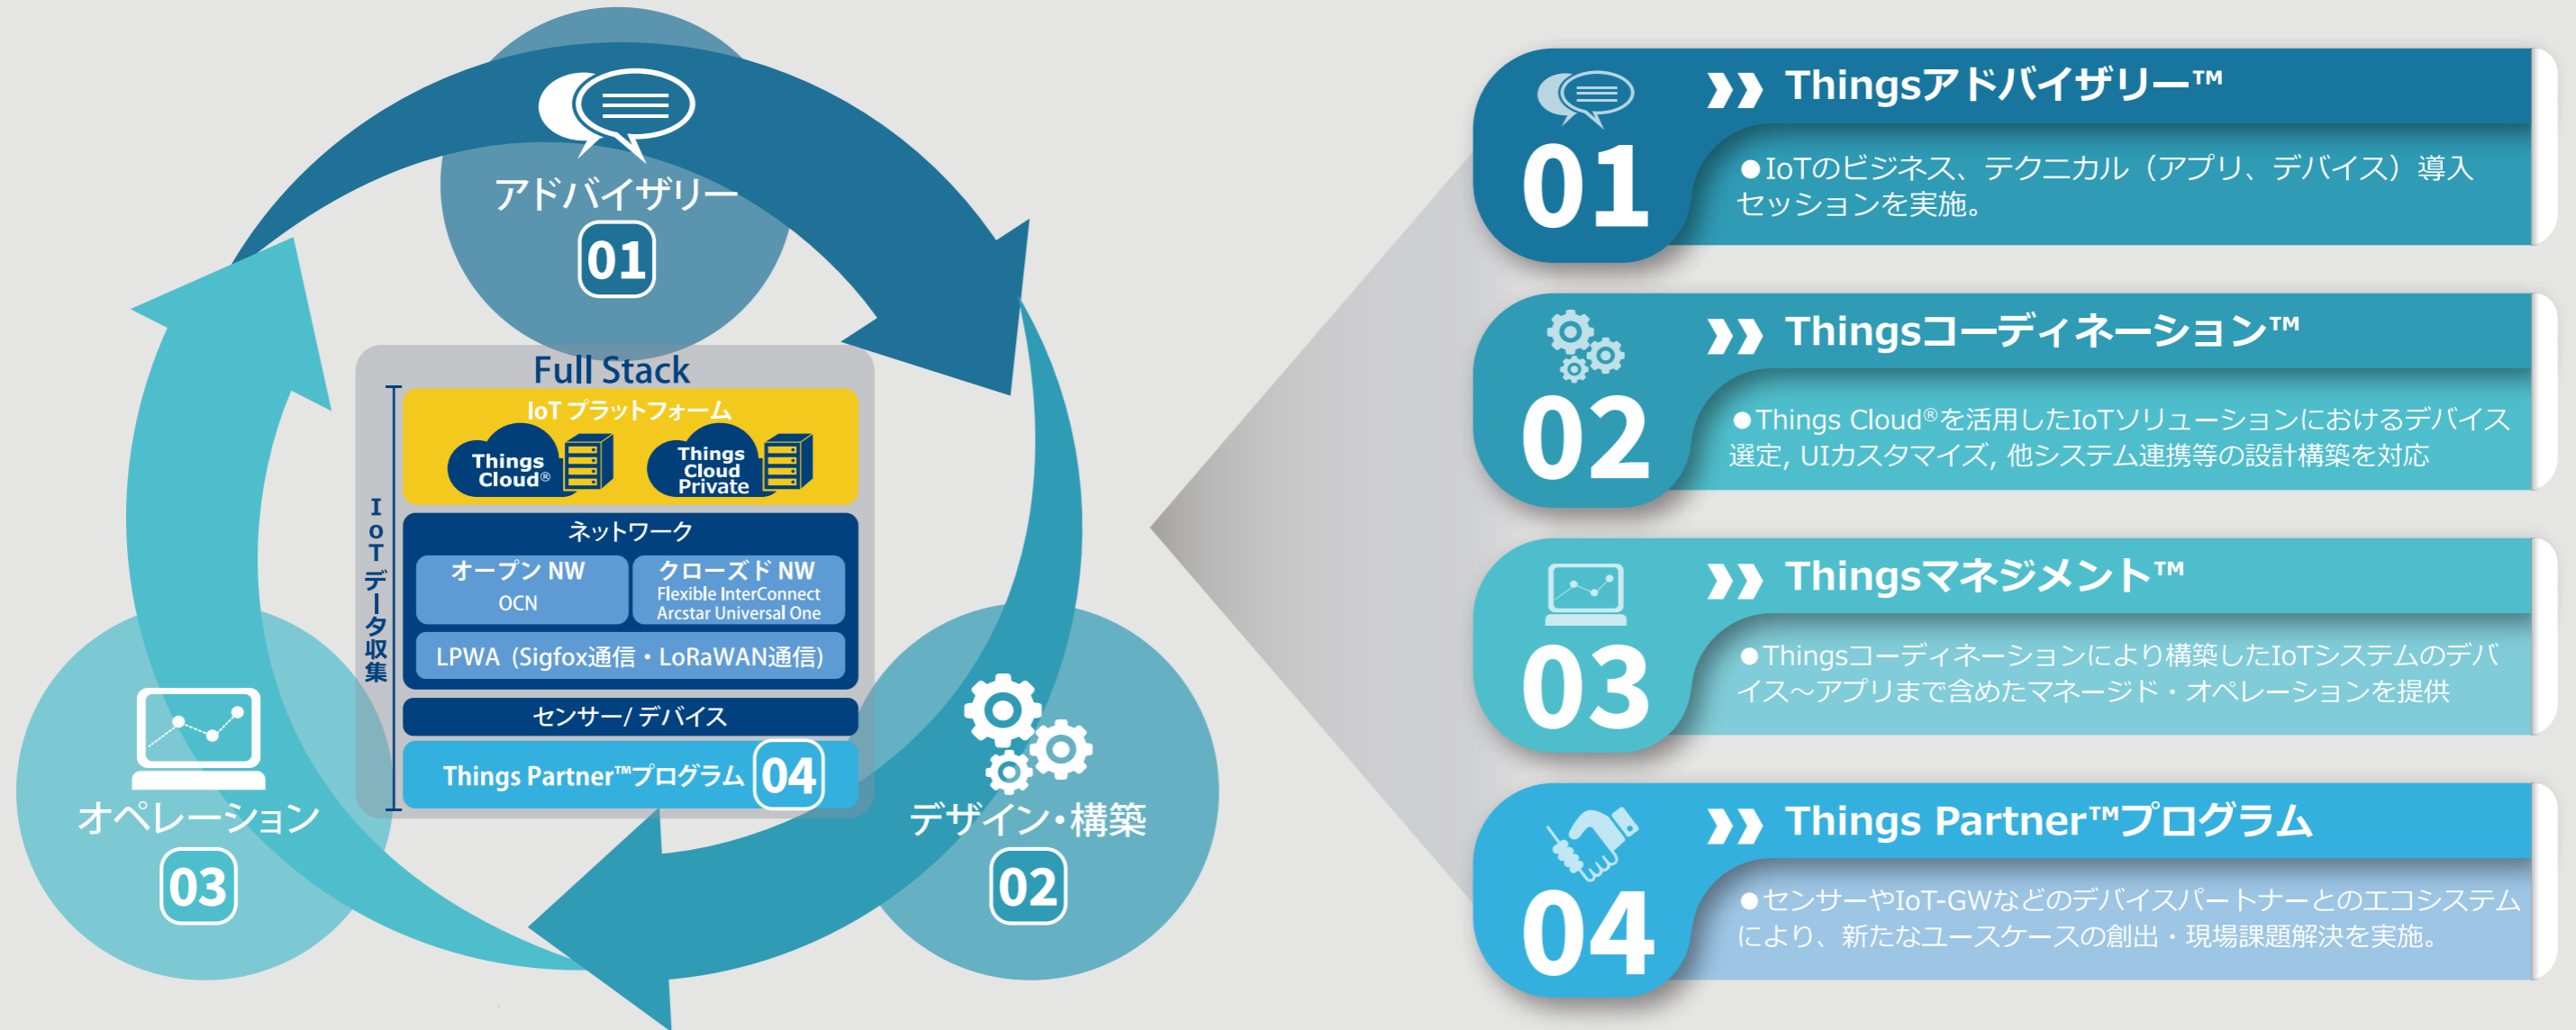 アドバイザリー
01
Full Stack
IoT プラットフォーム
Things
Cloud®
Things
Cloud
Private
IoTデータ収集
ネットワーク
オープン NW
OCN
クローズド NW
Flexible InterConnect
Arcstar Universal One
LPWA (Sigfox通信・LoRaWAN通信)
センサー/ デバイス
Things Partner™プログラム 04
オペレーション
03
デザイン・構築
02
01
Thingsアドバイザリー™
●IoTのビジネス、テクニカル（アプリ、デバイス）導入
セッションを実施。
02
Thingsコーディネーション™
●Things Cloud®を活用したIoTソリューションにおけるデバイス
選定, UIカスタマイズ, 他システム連携等の設計構築を対応
03
Thingsマネジメント™
●Thingsコーディネーションにより構築したIoTシステムのデバ
イス～アプリまで含めたマネージド・オペレーションを提供
04
Things Partner™プログラム
●センサーやIoT-GWなどのデバイスパートナーとのエコシステム
により、新たなユースケースの創出・現場課題解決を実施。